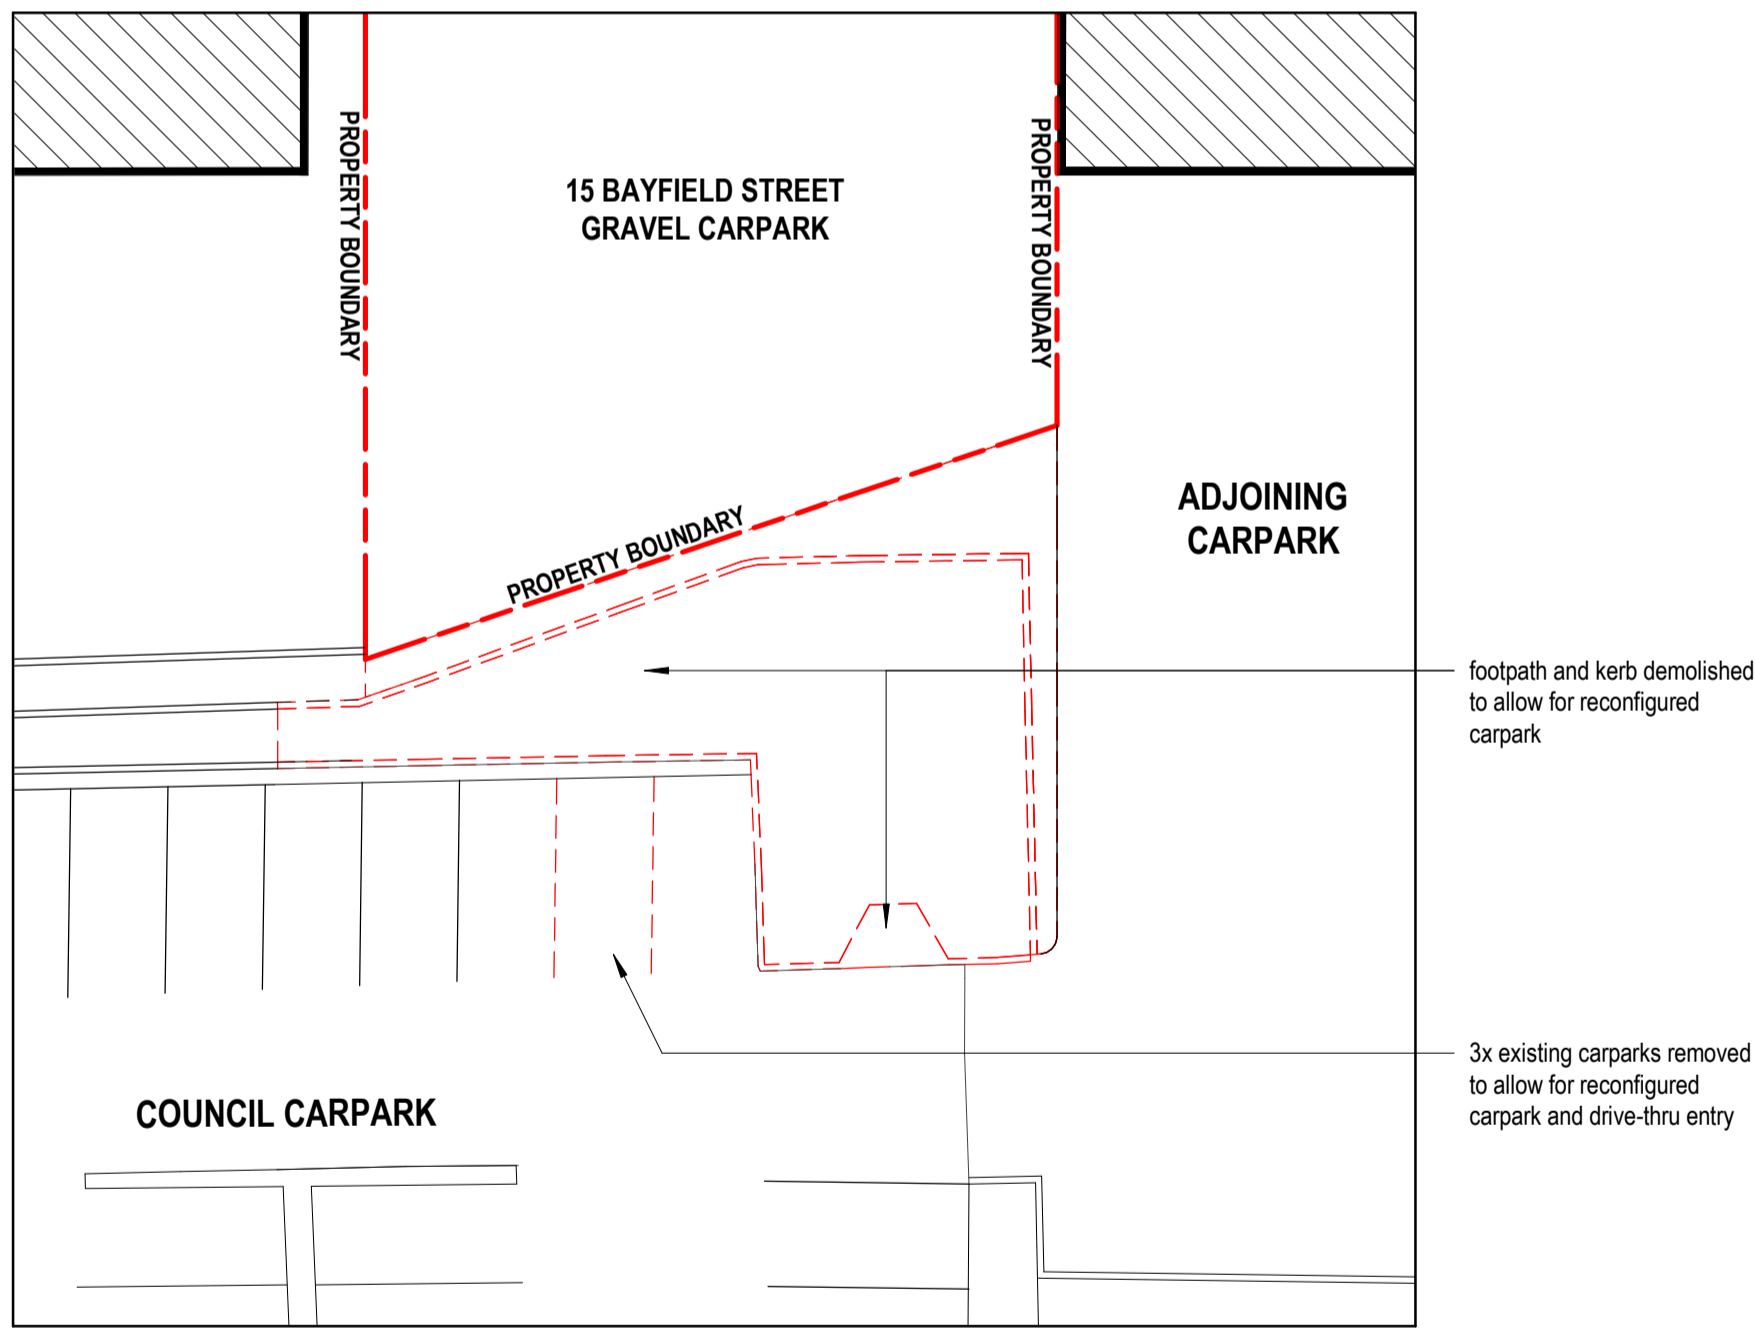 PROPERTY BOUNDARY
PROPERTY BOUNDARY
15 BAYFIELD STREET
GRAVEL CARPARK
ADJOINING
CARPARK
PROPERTY BOUNDARY
footpath and kerb demolished
to allow for reconfigured
carpark
3x existing carparks removed
to allow for reconfigured
carpark and drive-thru entry
COUNCIL CARPARK